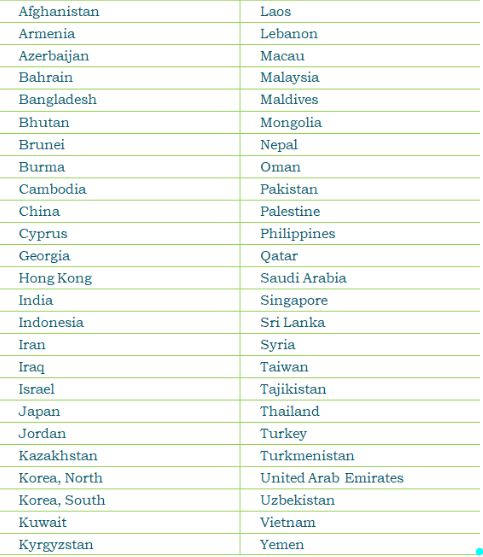 Afghanistan Laos
Armenia Lebanon
Azerbaijan Macau
Bahrain Malaysia
Bangladesh Maldives
Bhutan Mongolia
Brunei Nepal
Burma Oman
Cambodia Pakistan
China Palestine
Cyprus Philippines
Georgia Qatar
Hong Kong Saudi Arabia
India Singapore
Indonesia Sri Lanka
Iran Syria
Iraq Taiwan
Israel Tajikistan
Japan Thailand
Jordan Turkey
Kazakhstan Turkmenistan
Korea, North United Arab Emirates
Korea, South Uzbekistan
Kuwait Vietnam
Kyrgyzstan Yemen